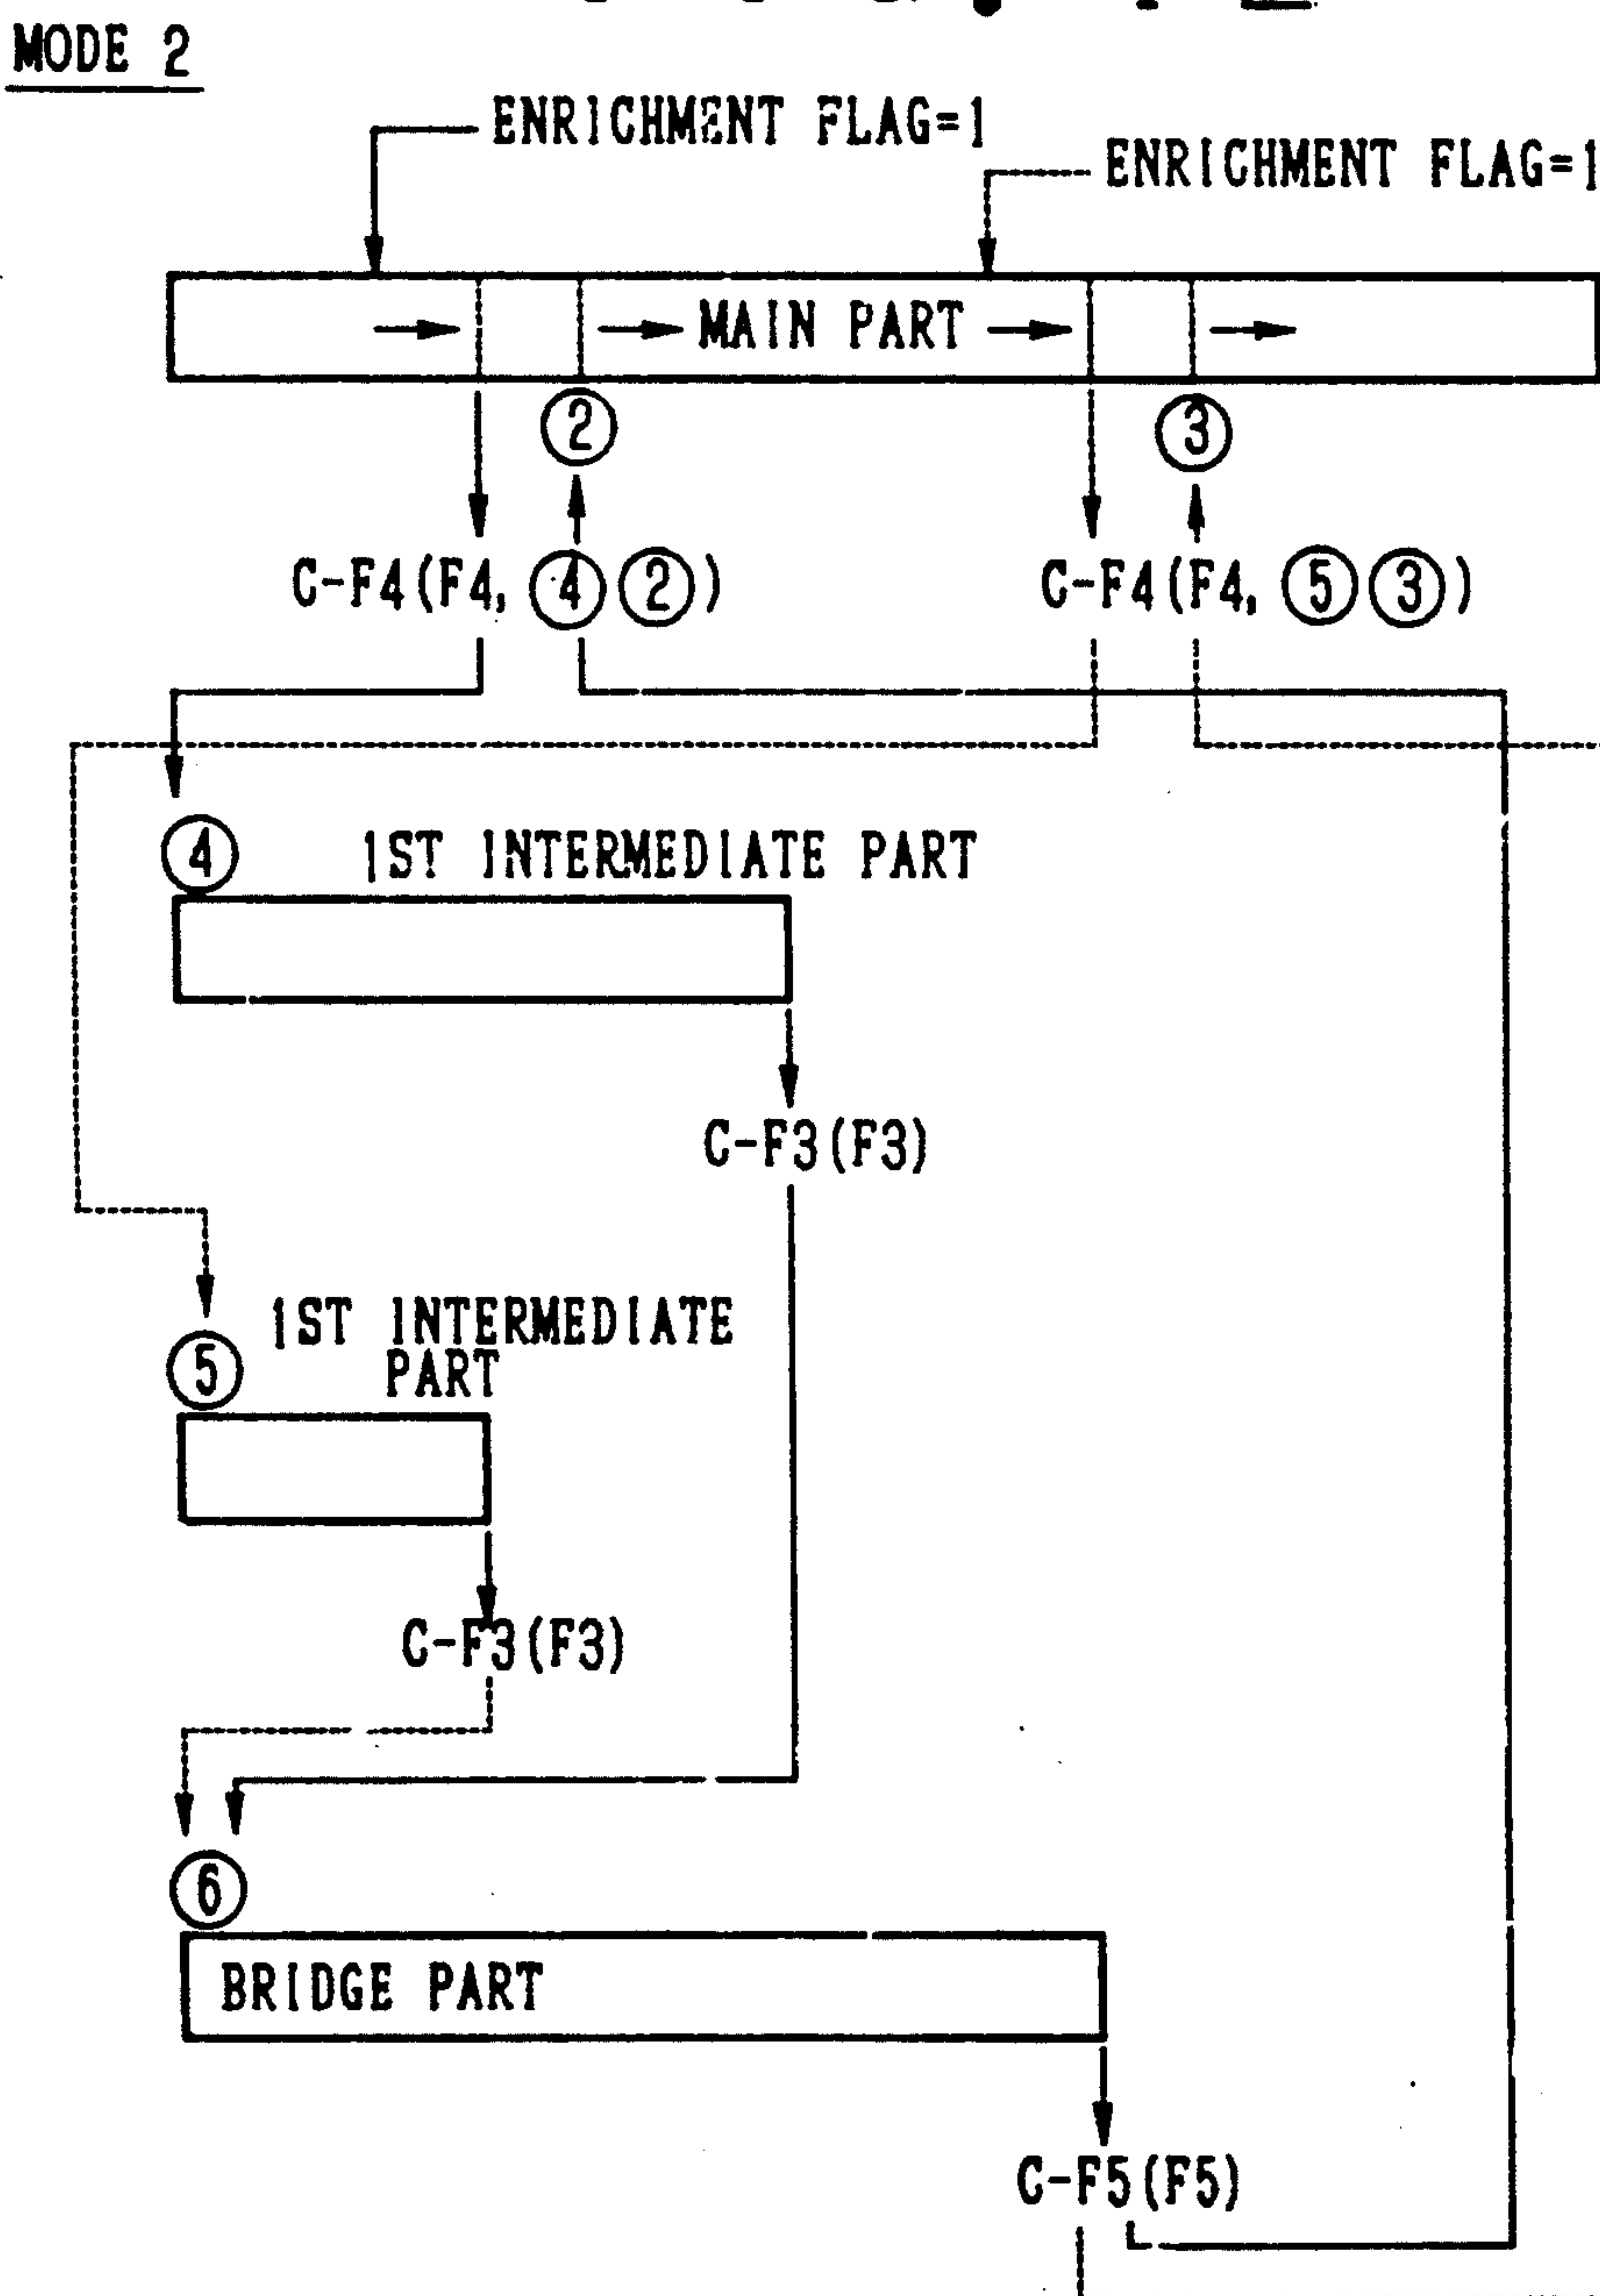 MODE 2
ENRICHMENT FLAG=1
ENRICHMENT FLAG=1
MAIN PART
② ③
C-F4(F4, ④②) C-F4(F4, ⑤③)
④ 1ST INTERMEDIATE PART
C-F3(F3)
1ST INTERMEDIATE
⑤ PART
C-F3(F3)
⑥
BRIDGE PART
C-F5(F5)